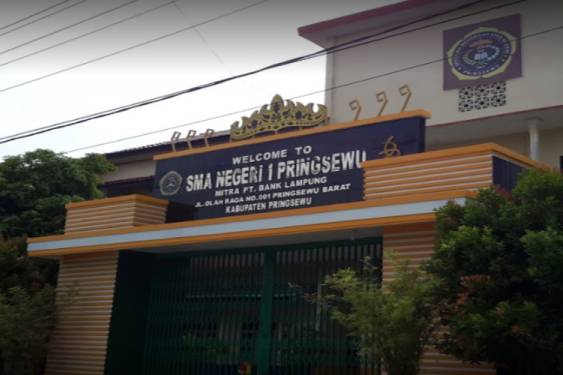 WELCOME TO
SMA NEGERI 1 PRINGSEWU
MITRA PT. BANK LAMPUNG
JL. OLAH RAGA NO.001 PRINGSEWU BARAT
KABUPATEN PRINGSEWU